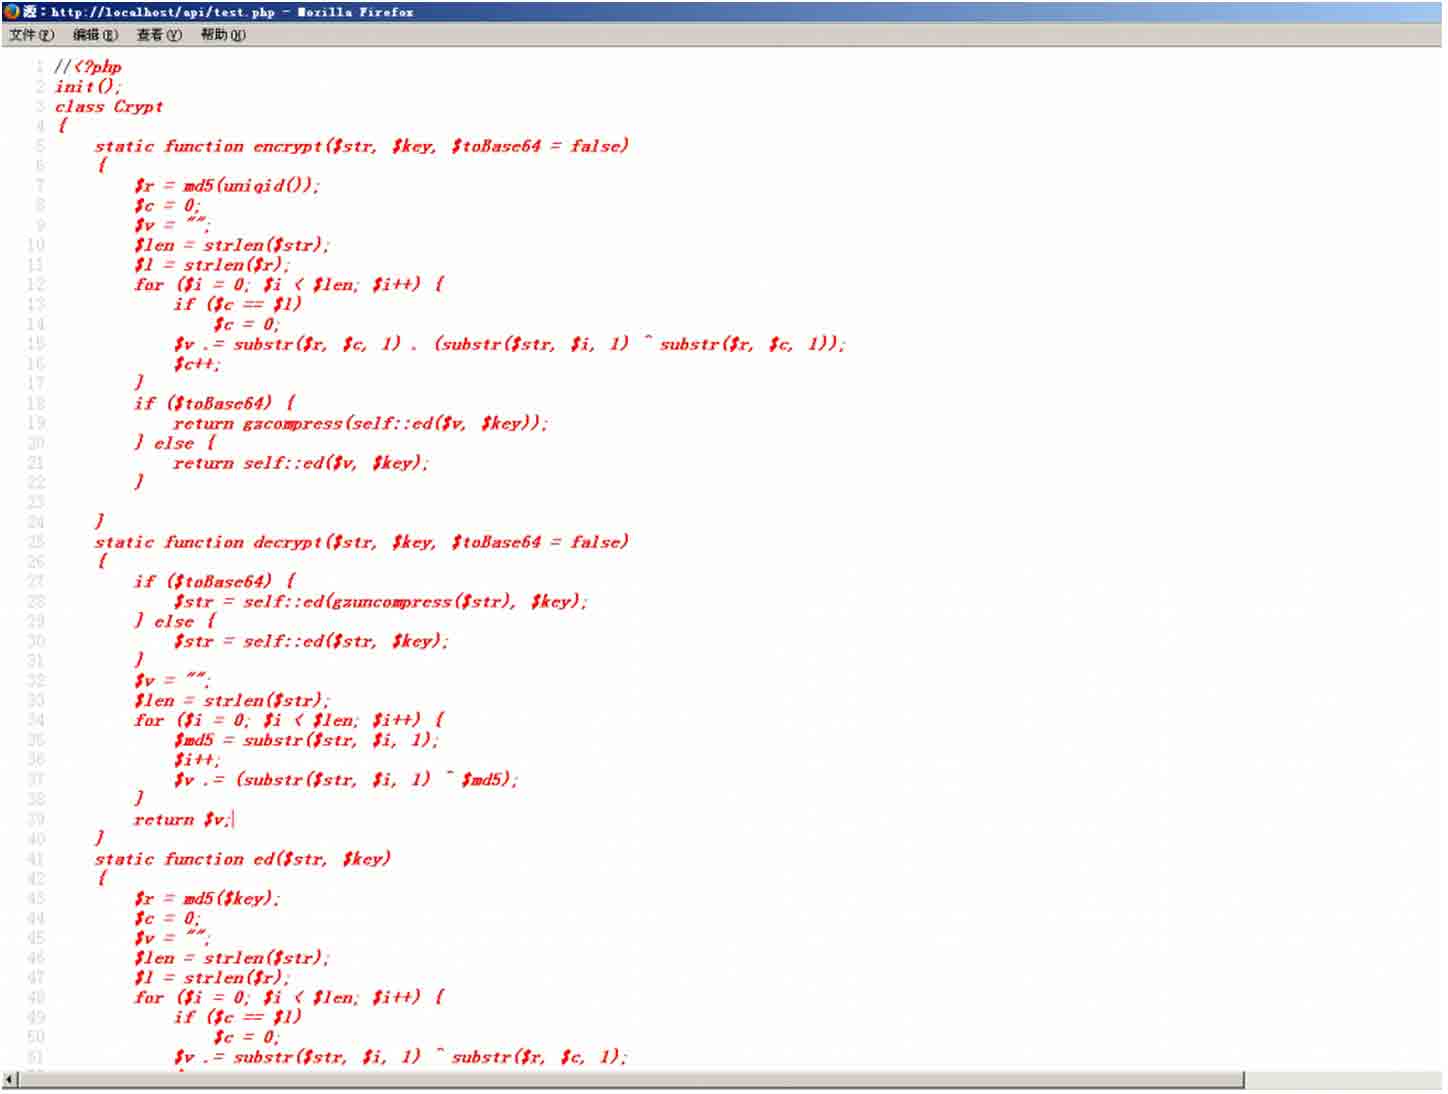 源: http://localhost/api/test.php - Mozilla Firefox
文件(F) 编辑(E) 查看(V) 帮助(H)
1 //<?php
2 init();
3 class Crypt
4 {
5 static function encrypt($str, $key, $toBase64 = false)
6 {
7 $r = md5(uniqid());
8 $c = 0;
9 $v = "";
10 $len = strlen($str);
11 $l = strlen($r);
12 for ($i = 0; $i < $len; $i++) {
13 if ($c == $l)
14 $c = 0;
15 $v .= substr($r, $c, 1) . (substr($str, $i, 1) ^ substr($r, $c, 1));
16 $c++;
17 }
18 if ($toBase64) {
19 return gzcompress(self::ed($v, $key));
20 } else {
21 return self::ed($v, $key);
22 }
23
24 }
25 static function decrypt($str, $key, $toBase64 = false)
26 {
27 if ($toBase64) {
28 $str = self::ed(gzuncompress($str), $key);
29 } else {
30 $str = self::ed($str, $key);
31 }
32 $v = "";
33 $len = strlen($str);
34 for ($i = 0; $i < $len; $i++) {
35 $md5 = substr($str, $i, 1);
36 $i++;
37 $v .= (substr($str, $i, 1) ^ $md5);
38 }
39 return $v;
40 }
41 static function ed($str, $key)
42 {
43 $r = md5($key);
44 $c = 0;
45 $v = "";
46 $len = strlen($str);
47 $l = strlen($r);
48 for ($i = 0; $i < $len; $i++) {
49 if ($c == $l)
50 $c = 0;
51 $v .= substr($str, $i, 1) ^ substr($r, $c, 1);